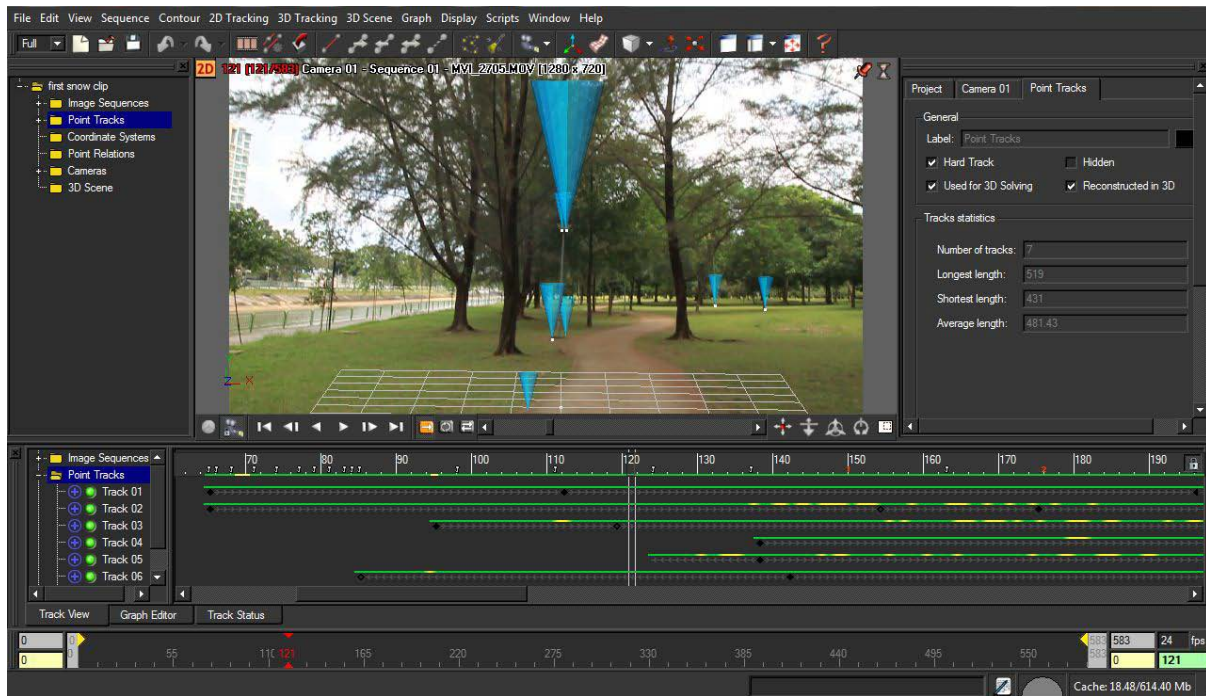 File Edit View Sequence Contour 2D Tracking 3D Tracking 3D Scene Graph Display Scripts Window Help
Full
2D 121 [121/583] Camera 01 - Sequence 01 - MVI_2705.MOV [1280 x 720]
first snow clip
Image Sequences
Point Tracks
Coordinate Systems
Point Relations
Cameras
3D Scene
Z X
Project Camera 01 Point Tracks
General
Label: Point Tracks
Hard Track Hidden
Used for 3D Solving Reconstructed in 3D
Tracks statistics
Number of tracks: 7
Longest length: 519
Shortest length: 431
Average length: 481.43
Image Sequences
Point Tracks
Track 01
Track 02
Track 03
Track 04
Track 05
Track 06
70 80 90 100 110 120 130 140 150 160 170 180 190
Track View Graph Editor Track Status
0 0 55 110 121 165 220 275 330 385 440 495 550 583 583 24 fps
0 0 583 0 121
Cache: 18.48/614.40 Mb